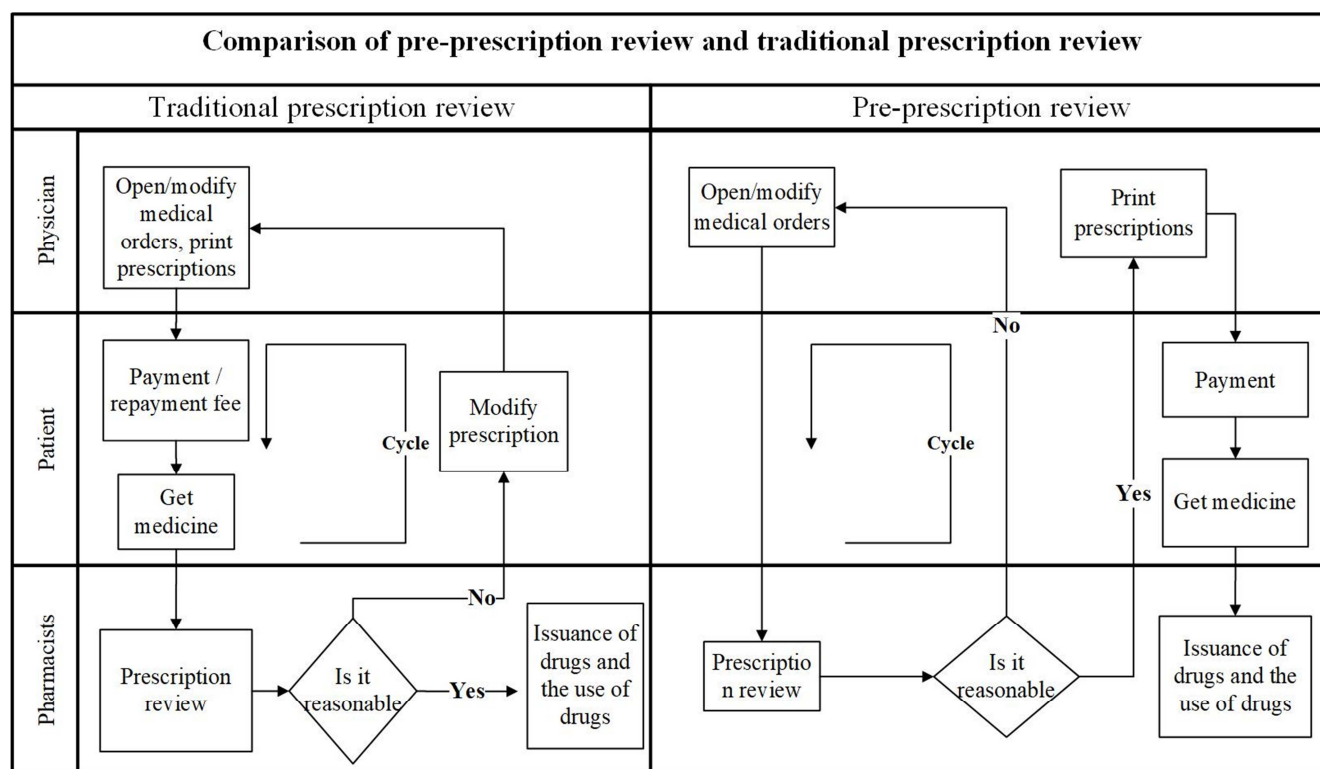 Comparison of pre-prescription review and traditional prescription review
Traditional prescription review
Pre-prescription review
Physician
Open/modify
medical
orders, print
prescriptions
Open/modify
medical orders
Print
prescriptions
No
Patient
Payment /
repayment fee
Cycle
Modify
prescription
Get
medicine
Cycle
Payment
Yes
Get medicine
Pharmacists
Prescription
review
Is it
reasonable
No
Yes
Issuance of
drugs and
the use of
drugs
Prescriptio
n review
Is it
reasonable
Issuance of
drugs and the
use of drugs